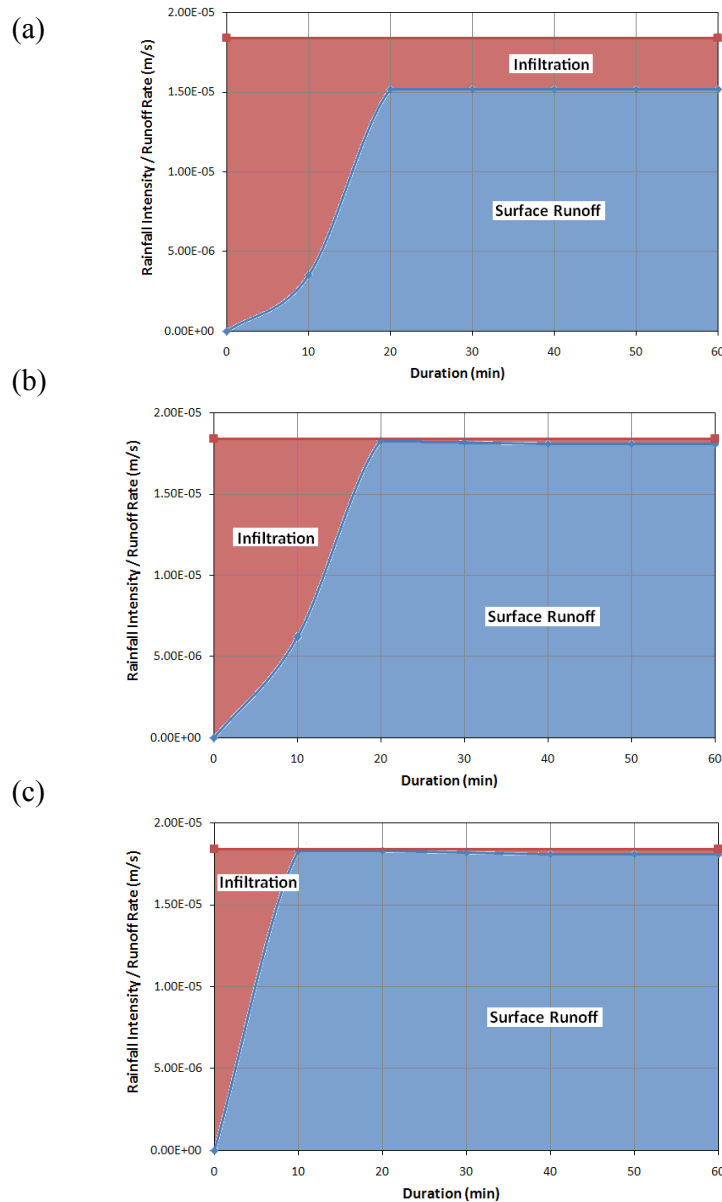 (a)
Rainfall Intensity / Runoff Rate (m/s)
2.00E-05
1.50E-05
1.00E-05
5.00E-06
0.00E+00
Infiltration
Surface Runoff
0 10 20 30 40 50 60
Duration (min)
(b)
Rainfall Intensity / Runoff Rate (m/s)
2.00E-05
1.50E-05
1.00E-05
5.00E-06
0.00E+00
Infiltration
Surface Runoff
0 10 20 30 40 50 60
Duration (min)
(c)
Rainfall Intensity / Runoff Rate (m/s)
2.00E-05
1.50E-05
1.00E-05
5.00E-06
0.00E+00
Infiltration
Surface Runoff
0 10 20 30 40 50 60
Duration (min)